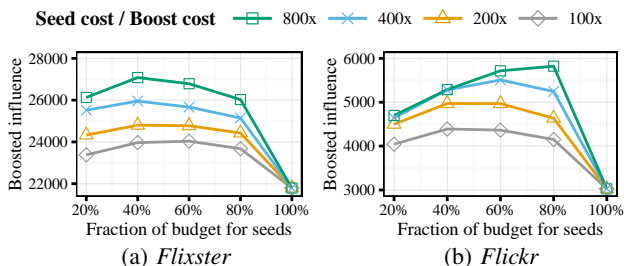 Seed cost / Boost cost 800x 400x 200x 100x
Boosted influence
28000
26000
24000
22000
20% 40% 60% 80% 100%
Fraction of budget for seeds
(a) Flixster
Boosted influence
6000
5000
4000
3000
20% 40% 60% 80% 100%
Fraction of budget for seeds
(b) Flickr